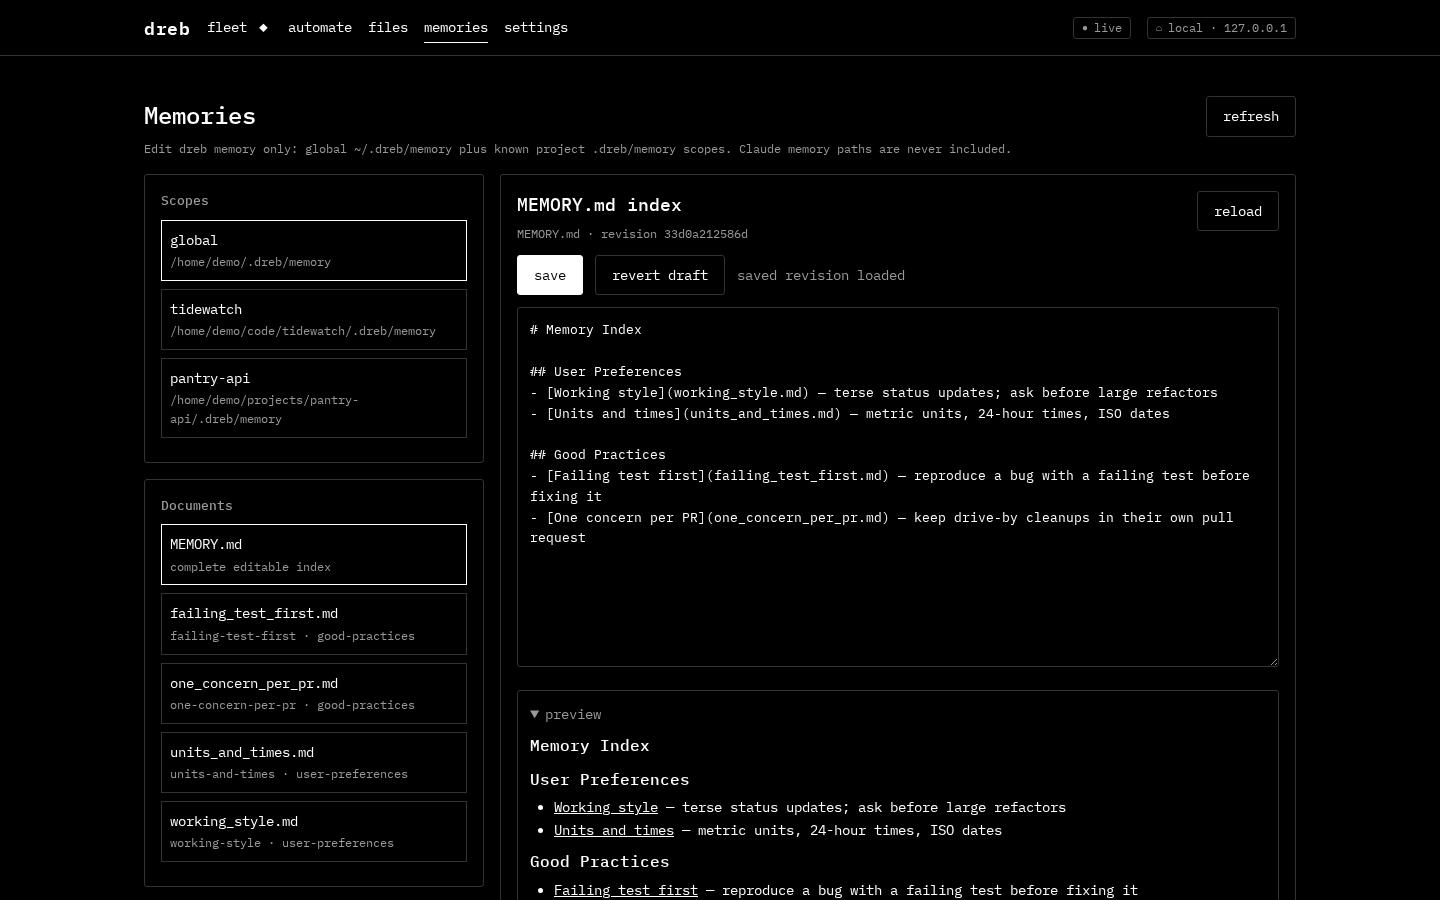 dreb fleet ◆ automate files memories settings ● live ⌂ local · 127.0.0.1
Memories
refresh
Edit dreb memory only: global ~/.dreb/memory plus known project .dreb/memory scopes. Claude memory paths are never included.
Scopes
global
/home/demo/.dreb/memory
tidewatch
/home/demo/code/tidewatch/.dreb/memory
pantry-api
/home/demo/projects/pantry-
api/.dreb/memory
Documents
MEMORY.md
complete editable index
failing_test_first.md
failing-test-first · good-practices
one_concern_per_pr.md
one-concern-per-pr · good-practices
units_and_times.md
units-and-times · user-preferences
working_style.md
working-style · user-preferences
MEMORY.md index
reload
MEMORY.md · revision 33d0a212586d
save revert draft saved revision loaded
# Memory Index
## User Preferences
- [Working style](working_style.md) — terse status updates; ask before large refactors
- [Units and times](units_and_times.md) — metric units, 24-hour times, ISO dates
## Good Practices
- [Failing test first](failing_test_first.md) — reproduce a bug with a failing test before
fixing it
- [One concern per PR](one_concern_per_pr.md) — keep drive-by cleanups in their own pull
request
▼ preview
Memory Index
User Preferences
• Working style — terse status updates; ask before large refactors
• Units and times — metric units, 24-hour times, ISO dates
Good Practices
• Failing test first — reproduce a bug with a failing test before fixing it